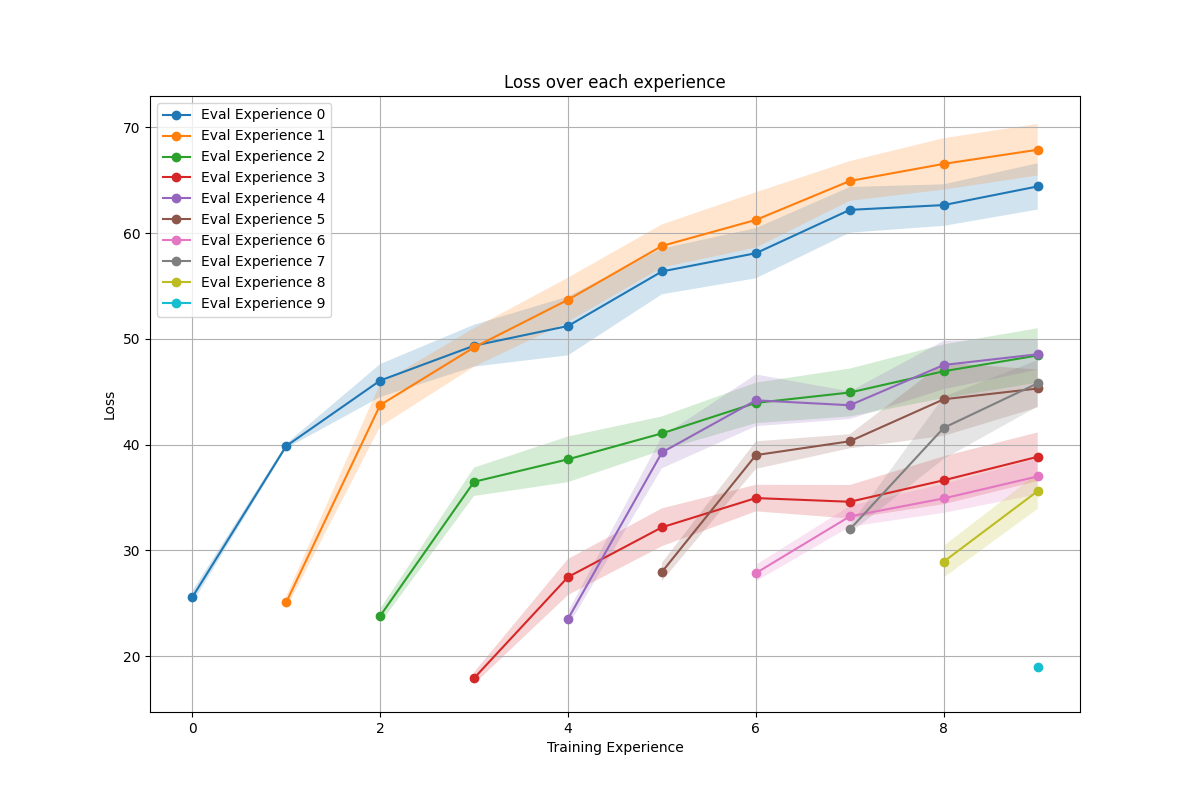 Loss over each experience
Eval Experience 0
Eval Experience 1
Eval Experience 2
Eval Experience 3
Eval Experience 4
Eval Experience 5
Eval Experience 6
Eval Experience 7
Eval Experience 8
Eval Experience 9
70
60
50
40
30
20
Loss
0 2 4 6 8
Training Experience